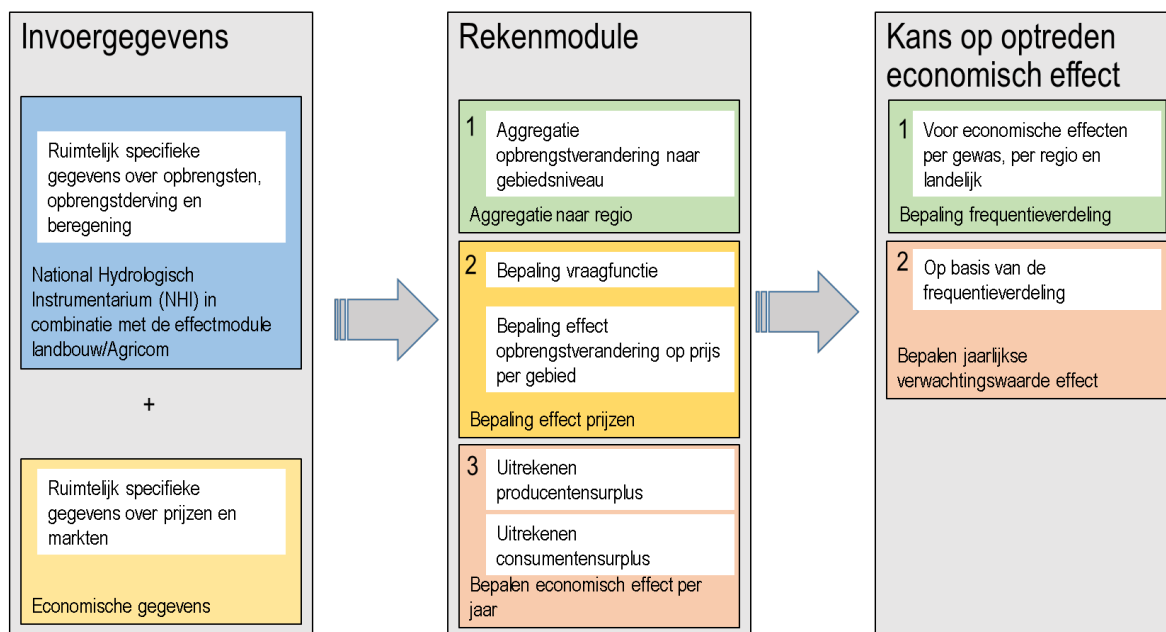 Invoergegevens
Ruimtelijk specifieke
gegevens over opbrengsten,
opbrengstderving en
beregening
National Hydrologisch
Instrumentarium (NHI) in
combinatie met de effectmodule
landbouw/Agricom
+
Ruimtelijk specifieke
gegevens over prijzen en
markten
Economische gegevens
Rekenmodule
1
Aggregatie
opbrengstverandering naar
gebiedsniveau
Aggregatie naar regio
2
Bepaling vraagfunctie
Bepaling effect
opbrengstverandering op prijs
per gebied
Bepaling effect prijzen
3
Uitrekenen
producentensurplus
Uitrekenen
consumentensurplus
Bepalen economisch effect per
jaar
Kans op optreden
economisch effect
1
Voor economische effecten
per gewas, per regio en
landelijk
Bepaling frequentieverdeling
2
Op basis van de
frequentieverdeling
Bepalen jaarlijkse
verwachtingswaarde effect